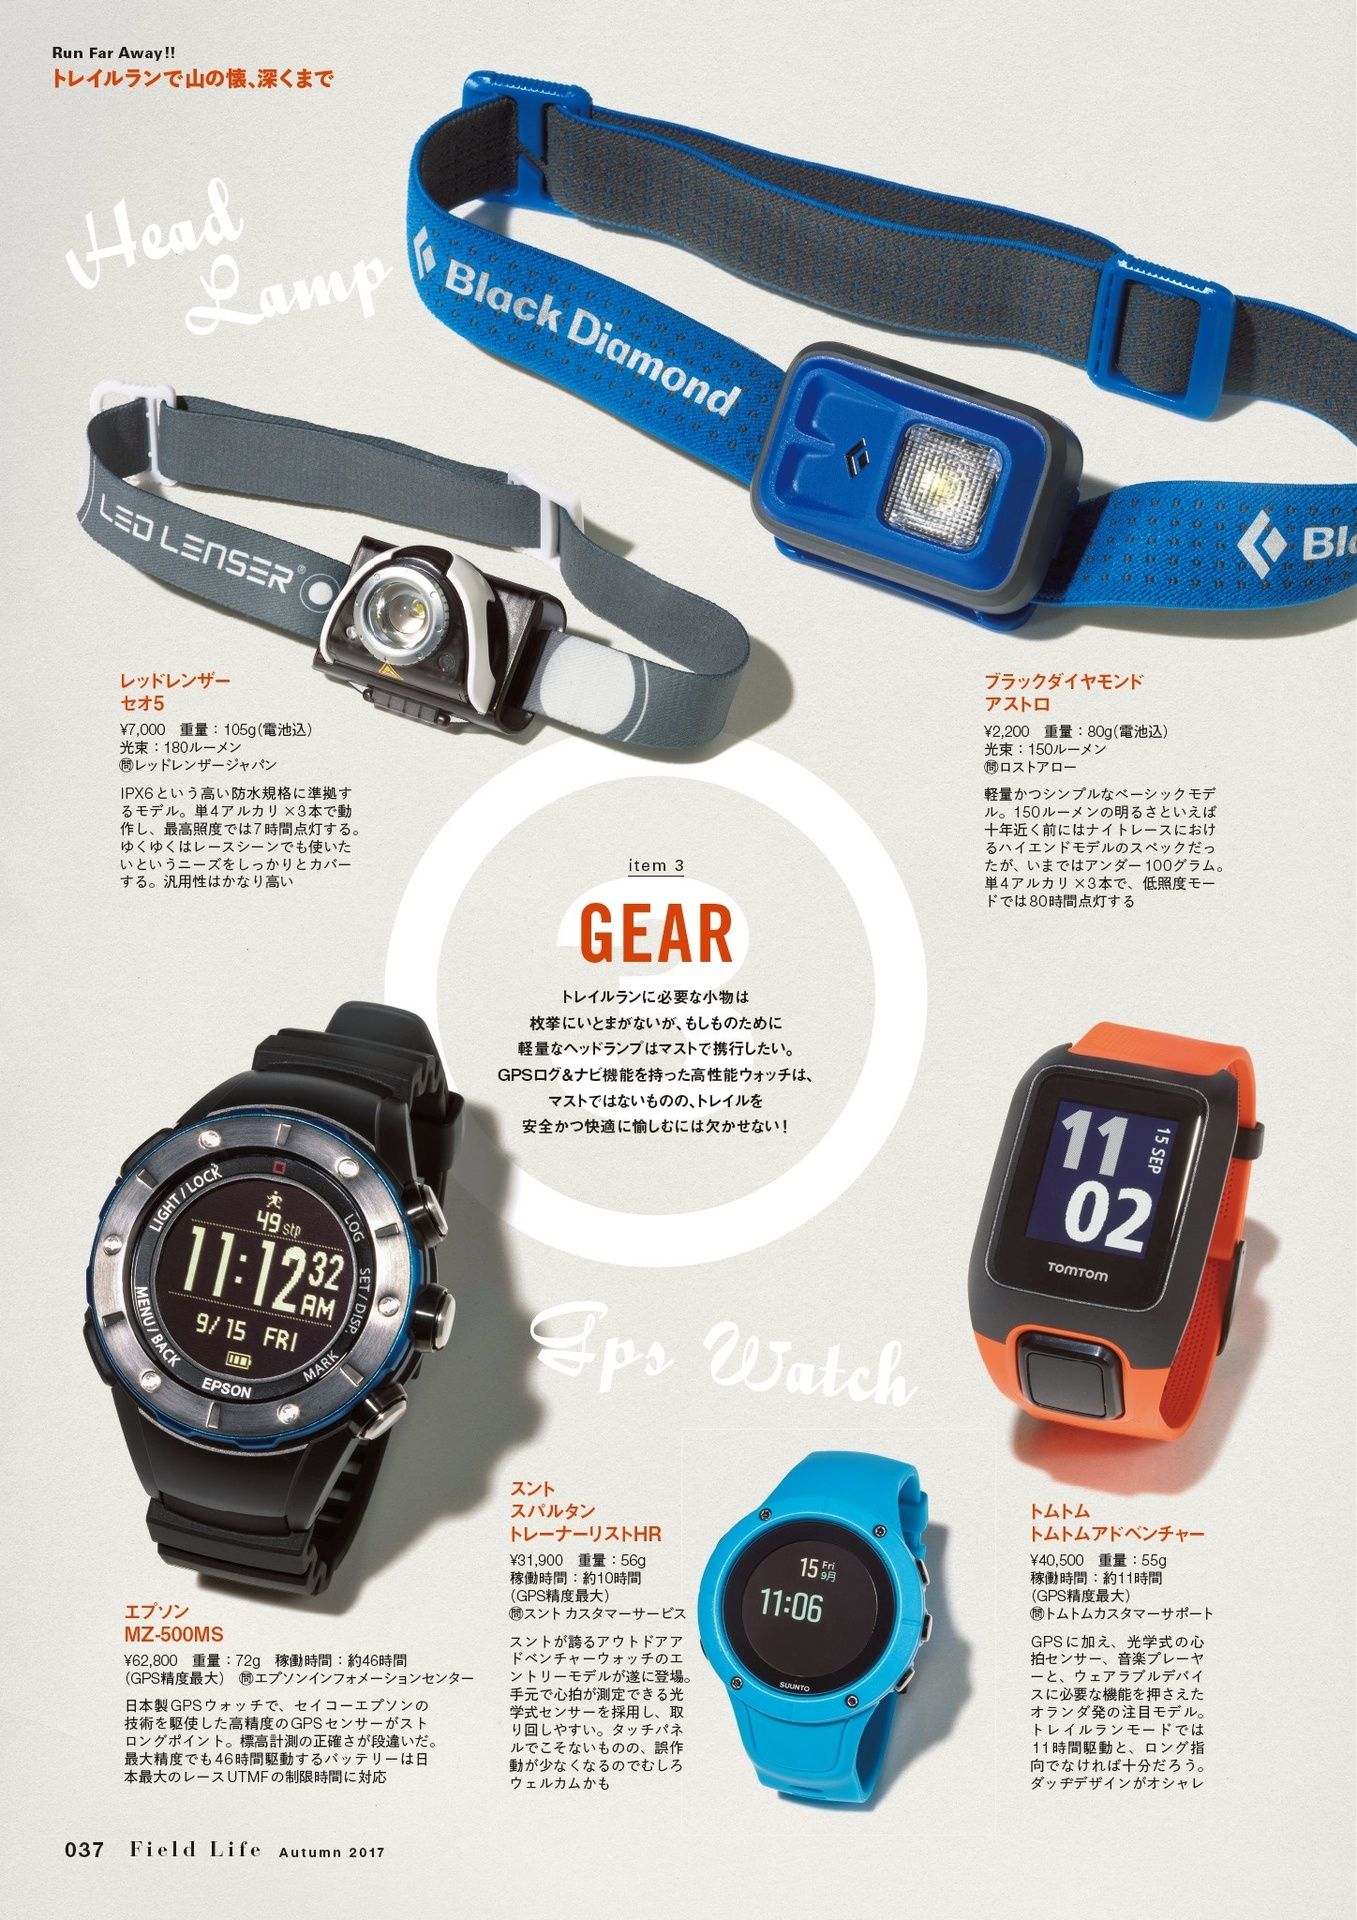 Run Far Away!!
トレイルランで山の懐、深くまで
Head
Lamp
Black Diamond
Bla
LED LENSER®
レッドレンザー
セオ5
¥7,000　重量：105g(電池込)
光束：180ルーメン
問レッドレンザージャパン
IPX6という高い防水規格に準拠す
るモデル。単4アルカリ×3本で動
作し、最高照度では7時間点灯する。
ゆくゆくはレースシーンでも使いた
いというニーズをしっかりとカバー
する。汎用性はかなり高い
ブラックダイヤモンド
アストロ
¥2,200　重量：80g(電池込)
光束：150ルーメン
問ロストアロー
軽量かつシンプルなベーシックモデ
ル。150ルーメンの明るさといえば
十年近く前にはナイトレースにおけ
るハイエンドモデルのスペックだっ
たが、いまではアンダー100グラム。
単4アルカリ×3本で、低照度モー
ドでは80時間点灯する
item 3
3
GEAR
トレイルランに必要な小物は
枚挙にいとまがないが、もしものために
軽量なヘッドランプはマストで携行したい。
GPSログ&ナビ機能を持った高性能ウォッチは、
マストではないものの、トレイルを
安全かつ快適に愉しむには欠かせない！
LIGHT/LOCK
LOG
SET/DISP.
MENU/BACK
MARK
49 stp
11:12 32
AM
9/15 FRI
EPSON
11
15 SEP
02
TOMTOM
Gps Watch
エプソン
MZ-500MS
¥62,800　重量：72g　稼働時間：約46時間
(GPS精度最大)　問エプソンインフォメーションセンター
日本製GPSウォッチで、セイコーエプソンの
技術を駆使した高精度のGPSセンサーがスト
ロングポイント。標高計測の正確さが段違いだ。
最大精度でも46時間駆動するバッテリーは日
本最大のレースUTMFの制限時間に対応
スント
スパルタン
トレーナーリストHR
¥31,900　重量：56g
稼働時間：約10時間
(GPS精度最大)
問スント カスタマーサービス
スントが誇るアウトドアア
ドベンチャーウォッチのエ
ントリーモデルが遂に登場。
手元で心拍が測定できる光
学式センサーを採用し、取
り回しやすい。タッチパネ
ルでこそないものの、誤作
動が少なくなるのでむしろ
ウェルカムかも
15 Fri
9月
11:06
SUUNTO
トムトム
トムトムアドベンチャー
¥40,500　重量：55g
稼働時間：約11時間
(GPS精度最大)
問トムトムカスタマーサポート
GPSに加え、光学式の心
拍センサー、音楽プレーヤ
ーと、ウェアラブルデバイ
スに必要な機能を押さえた
オランダ発の注目モデル。
トレイルランモードでは
11時間駆動と、ロング指
向でなければ十分だろう。
ダッヂデザインがオシャレ
037 Field Life Autumn 2017